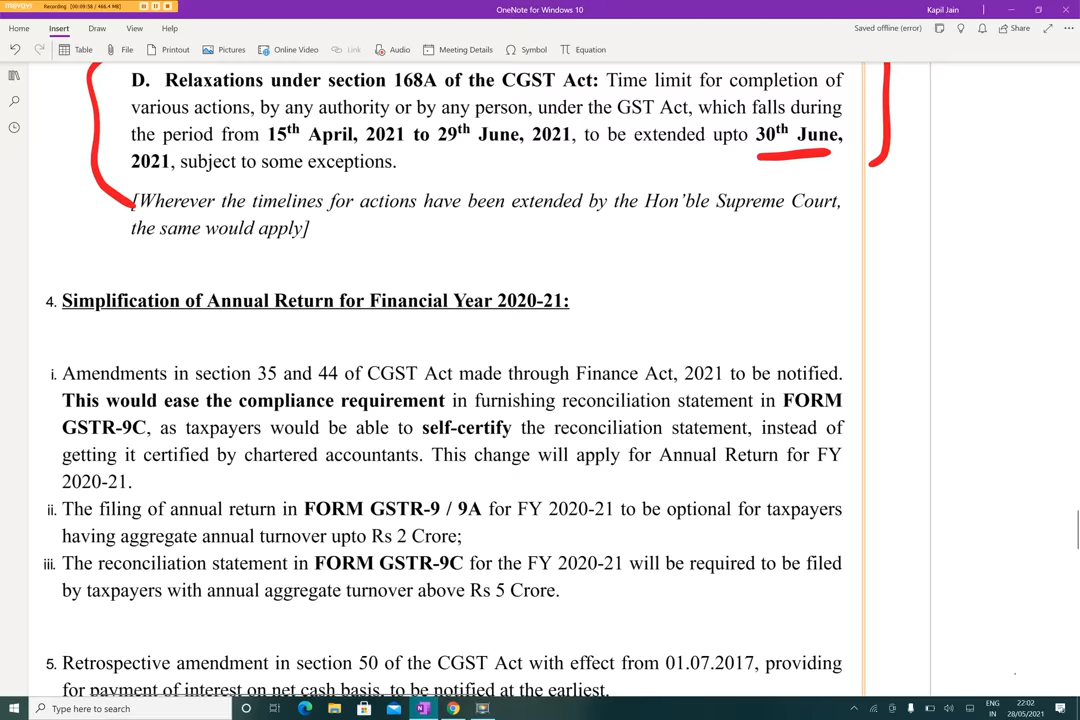 Recording [00:09:58 / 466.4 MB]
OneNote for Windows 10
Kapil Jain
Home Insert Draw View Help
Saved offline (error)
Share
Table File Printout Pictures Online Video Link Audio Meeting Details Symbol Equation
D. Relaxations under section 168A of the CGST Act: Time limit for completion of
various actions, by any authority or by any person, under the GST Act, which falls during
the period from 15th April, 2021 to 29th June, 2021, to be extended upto 30th June,
2021, subject to some exceptions.
[Wherever the timelines for actions have been extended by the Hon’ble Supreme Court,
the same would apply]
4. Simplification of Annual Return for Financial Year 2020-21:
i. Amendments in section 35 and 44 of CGST Act made through Finance Act, 2021 to be notified.
This would ease the compliance requirement in furnishing reconciliation statement in FORM
GSTR-9C, as taxpayers would be able to self-certify the reconciliation statement, instead of
getting it certified by chartered accountants. This change will apply for Annual Return for FY
2020-21.
ii. The filing of annual return in FORM GSTR-9 / 9A for FY 2020-21 to be optional for taxpayers
having aggregate annual turnover upto Rs 2 Crore;
iii. The reconciliation statement in FORM GSTR-9C for the FY 2020-21 will be required to be filed
by taxpayers with annual aggregate turnover above Rs 5 Crore.
5. Retrospective amendment in section 50 of the CGST Act with effect from 01.07.2017, providing
for payment of interest on net cash basis, to be notified at the earliest.
Type here to search
ENG
IN
22:02
28/05/2021